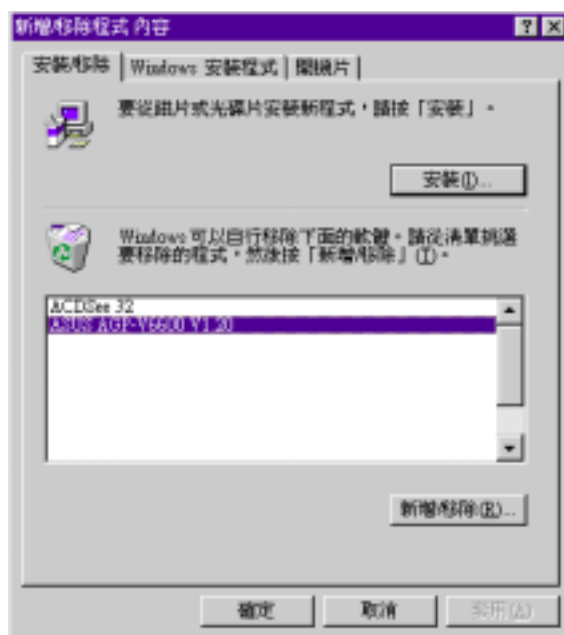 新增/移除程式 內容
安裝/移除
Windows 安裝程式
開機片
要從磁片或光碟片安裝新程式，請按「安裝」。
安裝(I)...
Windows 可以自行移除下面的軟體。請從清單挑選
要移除的程式，然後按「新增/移除」(T)。
ACDSee 32
ASUS AGP-V6600 V1.20
新增/移除(R)...
確定
取消
套用(A)